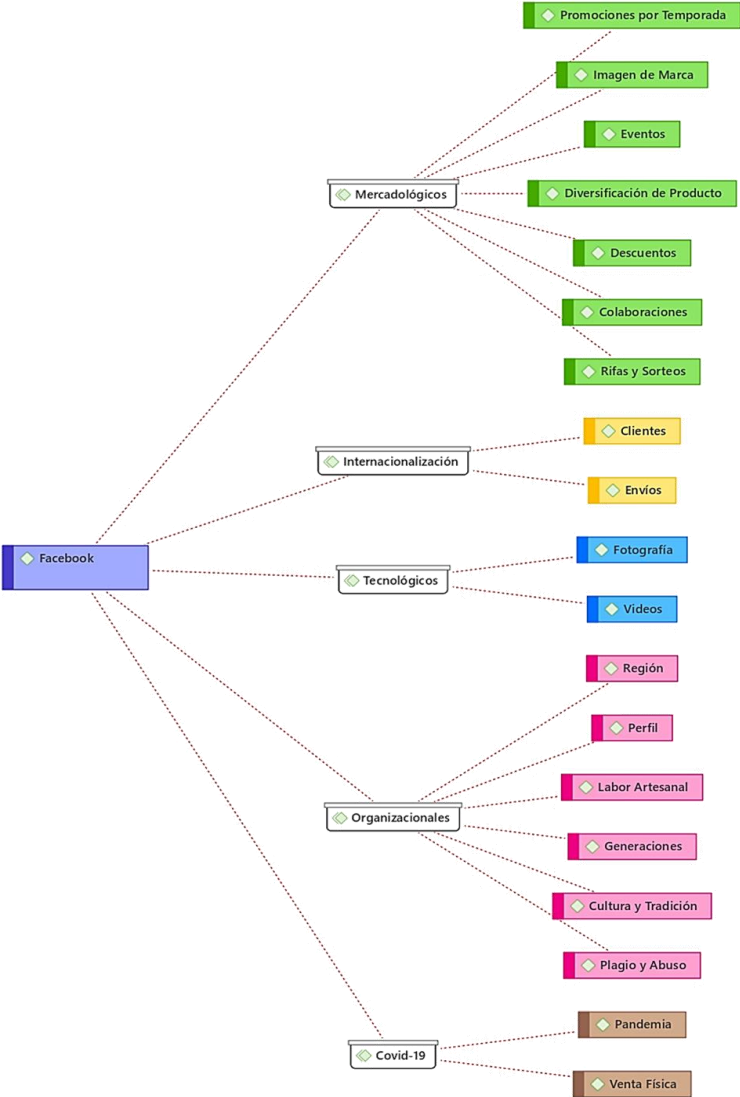 Promociones por Temporada
Imagen de Marca
Eventos
Mercadológicos
Diversificación de Producto
Descuentos
Colaboraciones
Rifas y Sorteos
Clientes
Internacionalización
Envíos
Fotografía
Facebook
Tecnológicos
Videos
Región
Perfil
Labor Artesanal
Organizacionales
Generaciones
Cultura y Tradición
Plagio y Abuso
Pandemia
Covid-19
Venta Física